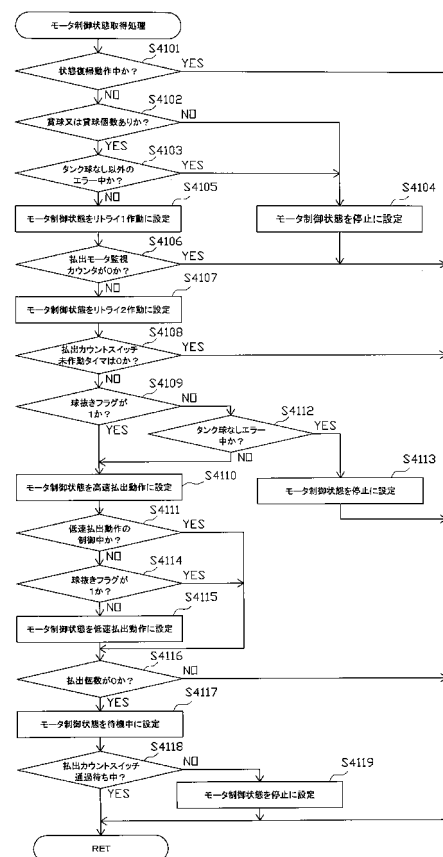 モータ制御状態取得処理
S4101
状態復帰動作中か?
YES
NO
S4102
賞球又は貸球個数ありか?
NO
YES
S4103
タンク球なし以外の
エラー中か?
YES
NO
S4105
モータ制御状態をリトライ1作動に設定
S4104
モータ制御状態を停止に設定
S4106
払出モータ監視
カウンタが0か?
YES
NO
S4107
モータ制御状態をリトライ2作動に設定
S4108
払出カウントスイッチ
未作動タイマは0か?
YES
NO
S4109
球抜きフラグが
1か?
NO
YES
S4112
タンク球なしエラー
中か?
YES
NO
S4110
モータ制御状態を高速払出動作に設定
S4113
モータ制御状態を停止に設定
S4111
低速払出動作の
制御中か?
YES
NO
S4114
球抜きフラグが
1か?
YES
NO
S4115
モータ制御状態を低速払出動作に設定
S4116
払出個数が0か?
NO
YES
S4117
モータ制御状態を待機中に設定
S4118
払出カウントスイッチ
通過待ち中?
NO
YES
S4119
モータ制御状態を停止に設定
RET